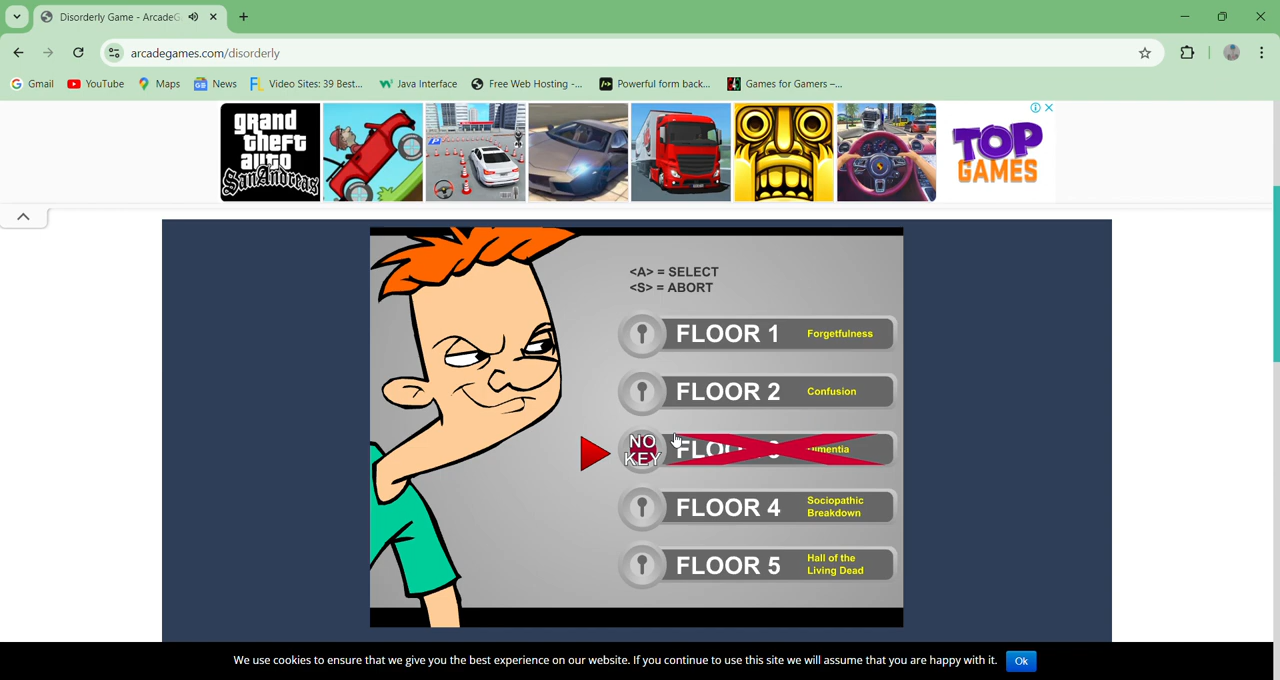 Disorderly Game - ArcadeG
arcadegames.com/disorderly
Gmail
YouTube
Maps
News
Video Sites: 39 Best...
Java Interface
Free Web Hosting -...
Powerful form back...
Games for Gamers –...
grand
theft
auto
San Andreas
TOP
GAMES
<A> = SELECT
<S> = ABORT
FLOOR 1 Forgetfulness
FLOOR 2 Confusion
NO
KEY
FLOOR 4 Sociopathic
Breakdown
FLOOR 5 Hall of the
Living Dead
We use cookies to ensure that we give you the best experience on our website. If you continue to use this site we will assume that you are happy with it. Ok